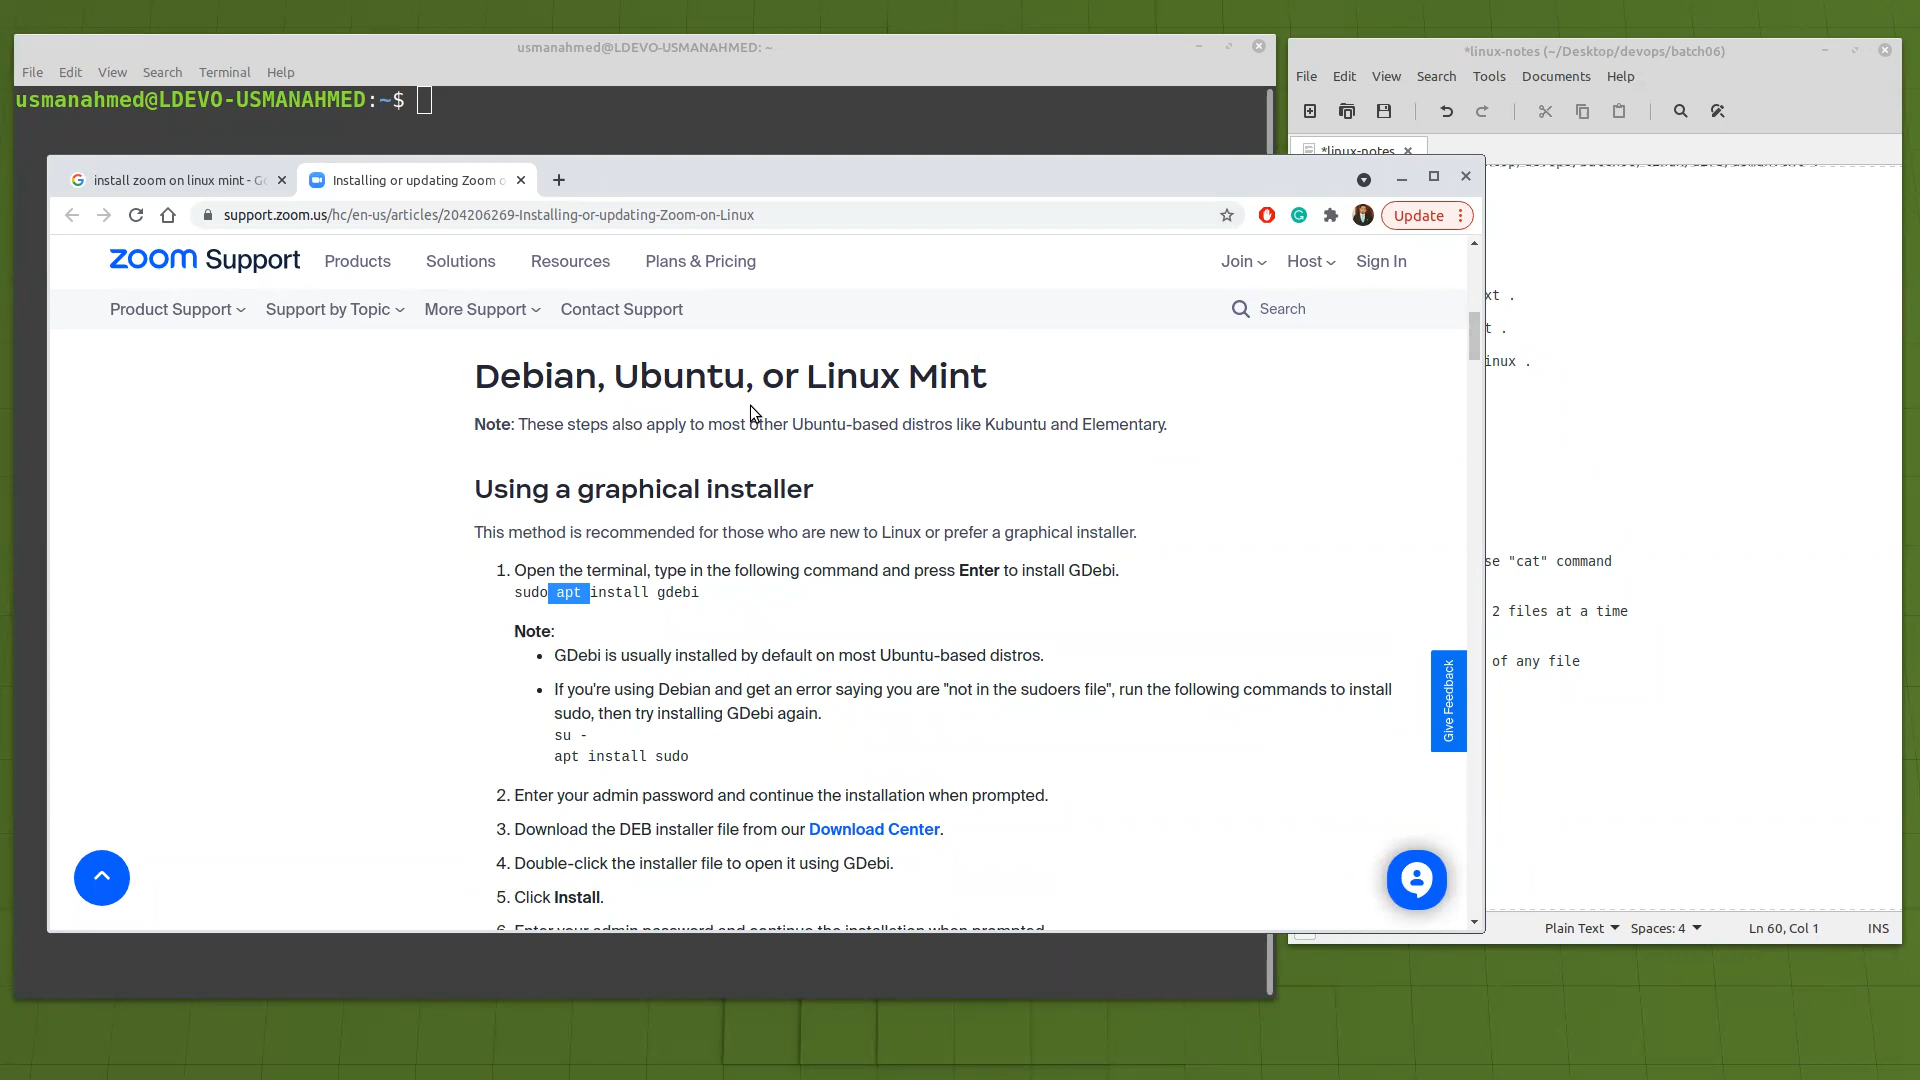 usmanahmed@LDEVO-USMANAHMED: ~
File Edit View Search Terminal Help
usmanahmed@LDEVO-USMANAHMED:~$
*linux-notes (~/Desktop/devops/batch06)
File Edit View Search Tools Documents Help
*linux-notes
install zoom on linux mint - G
Installing or updating Zoom o
support.zoom.us/hc/en-us/articles/204206269-Installing-or-updating-Zoom-on-Linux
Update
zoom Support Products Solutions Resources Plans & Pricing Join Host Sign In
Product Support Support by Topic More Support Contact Support Search
Debian, Ubuntu, or Linux Mint
Note: These steps also apply to most other Ubuntu-based distros like Kubuntu and Elementary.
Using a graphical installer
This method is recommended for those who are new to Linux or prefer a graphical installer.
1. Open the terminal, type in the following command and press Enter to install GDebi.
sudo apt install gdebi
Note:
• GDebi is usually installed by default on most Ubuntu-based distros.
• If you're using Debian and get an error saying you are "not in the sudoers file", run the following commands to install
sudo, then try installing GDebi again.
su -
apt install sudo
2. Enter your admin password and continue the installation when prompted.
3. Download the DEB installer file from our Download Center.
4. Double-click the installer file to open it using GDebi.
5. Click Install.
6. Enter your admin password and continue the installation when prompted.
Give Feedback
xt .
t .
inux .
se "cat" command
2 files at a time
of any file
Plain Text Spaces: 4 Ln 60, Col 1 INS